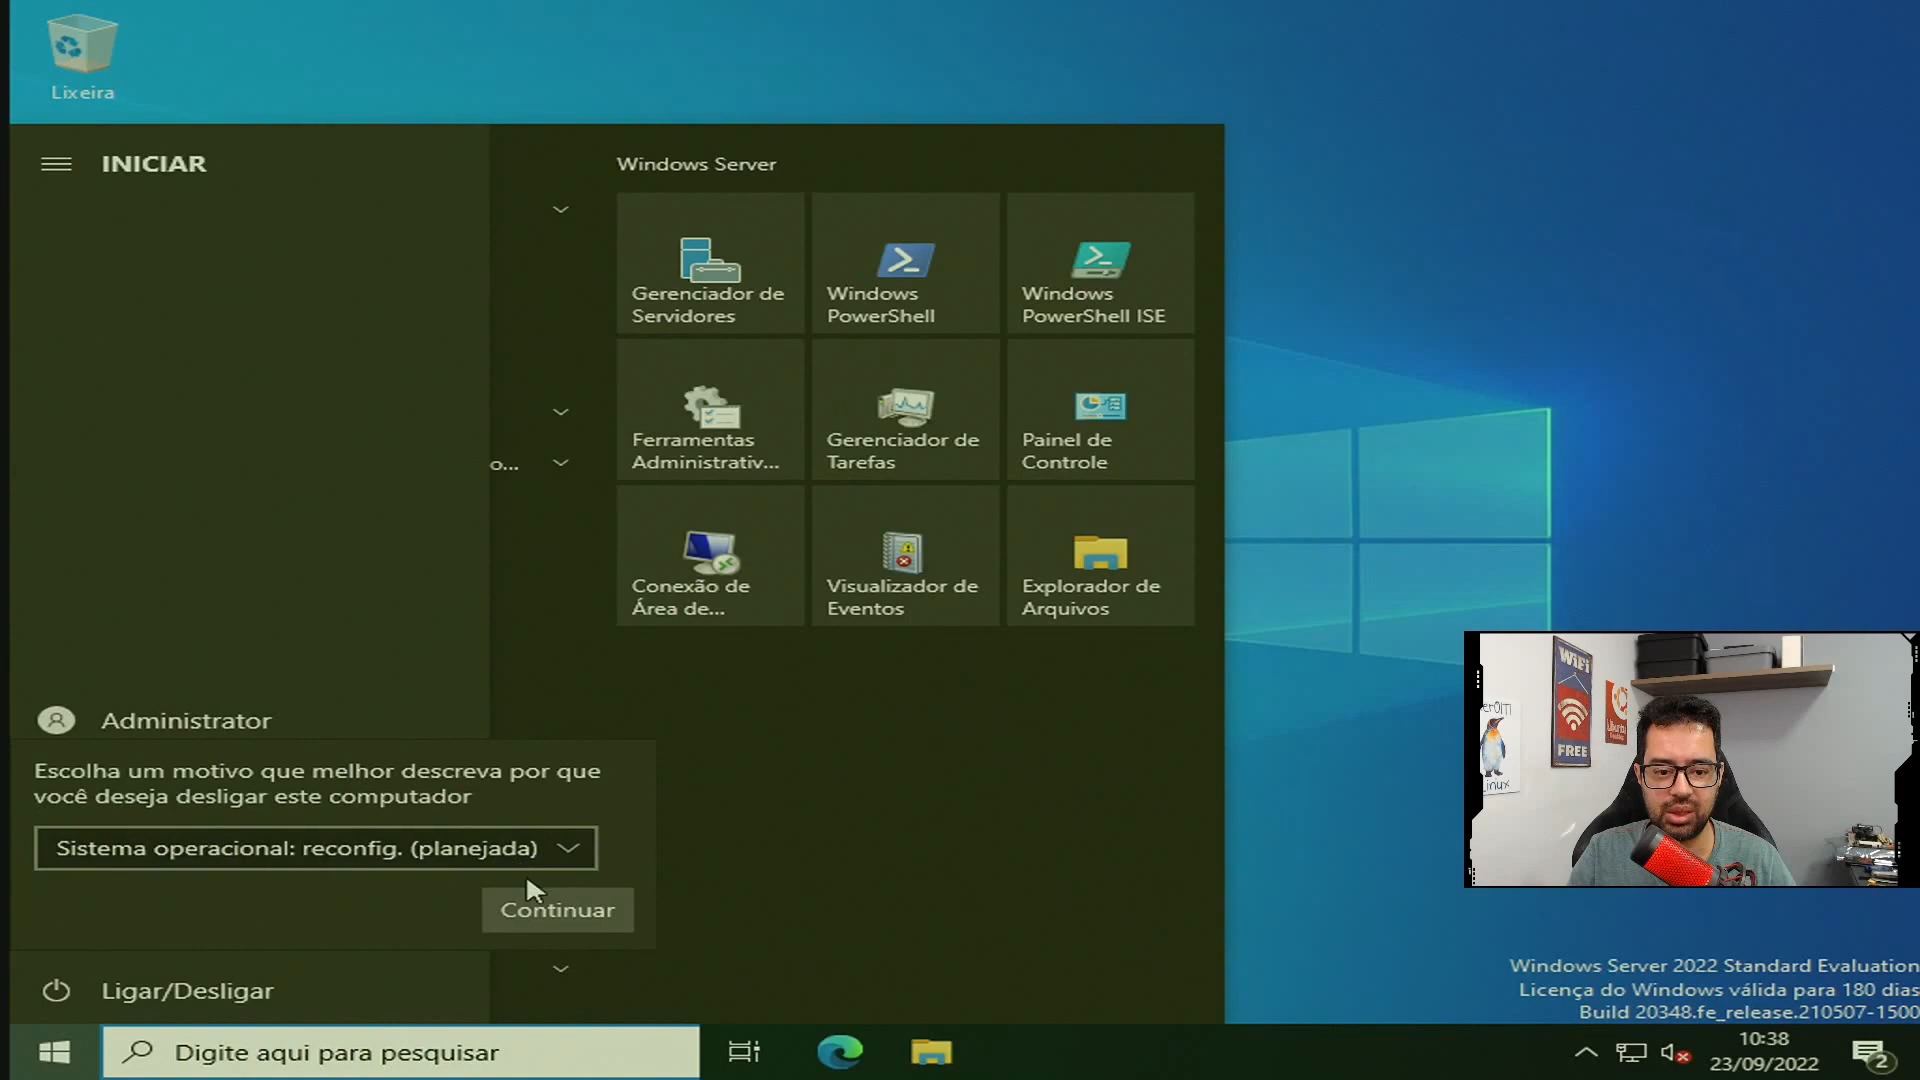 Lixeira
INICIAR
Windows Server
Gerenciador de
Servidores
Windows
PowerShell
Windows
PowerShell ISE
Ferramentas
Administrativ...
Gerenciador de
Tarefas
Painel de
Controle
o...
Conexão de
Área de...
Visualizador de
Eventos
Explorador de
Arquivos
Administrator
Escolha um motivo que melhor descreva por que
você deseja desligar este computador
Sistema operacional: reconfig. (planejada)
Continuar
Ligar/Desligar
WiFi
FREE
Linux
Windows Server 2022 Standard Evaluation
Licença do Windows válida para 180 dias
Build 20348.fe_release.210507-1500
Digite aqui para pesquisar
10:38
23/09/2022
2